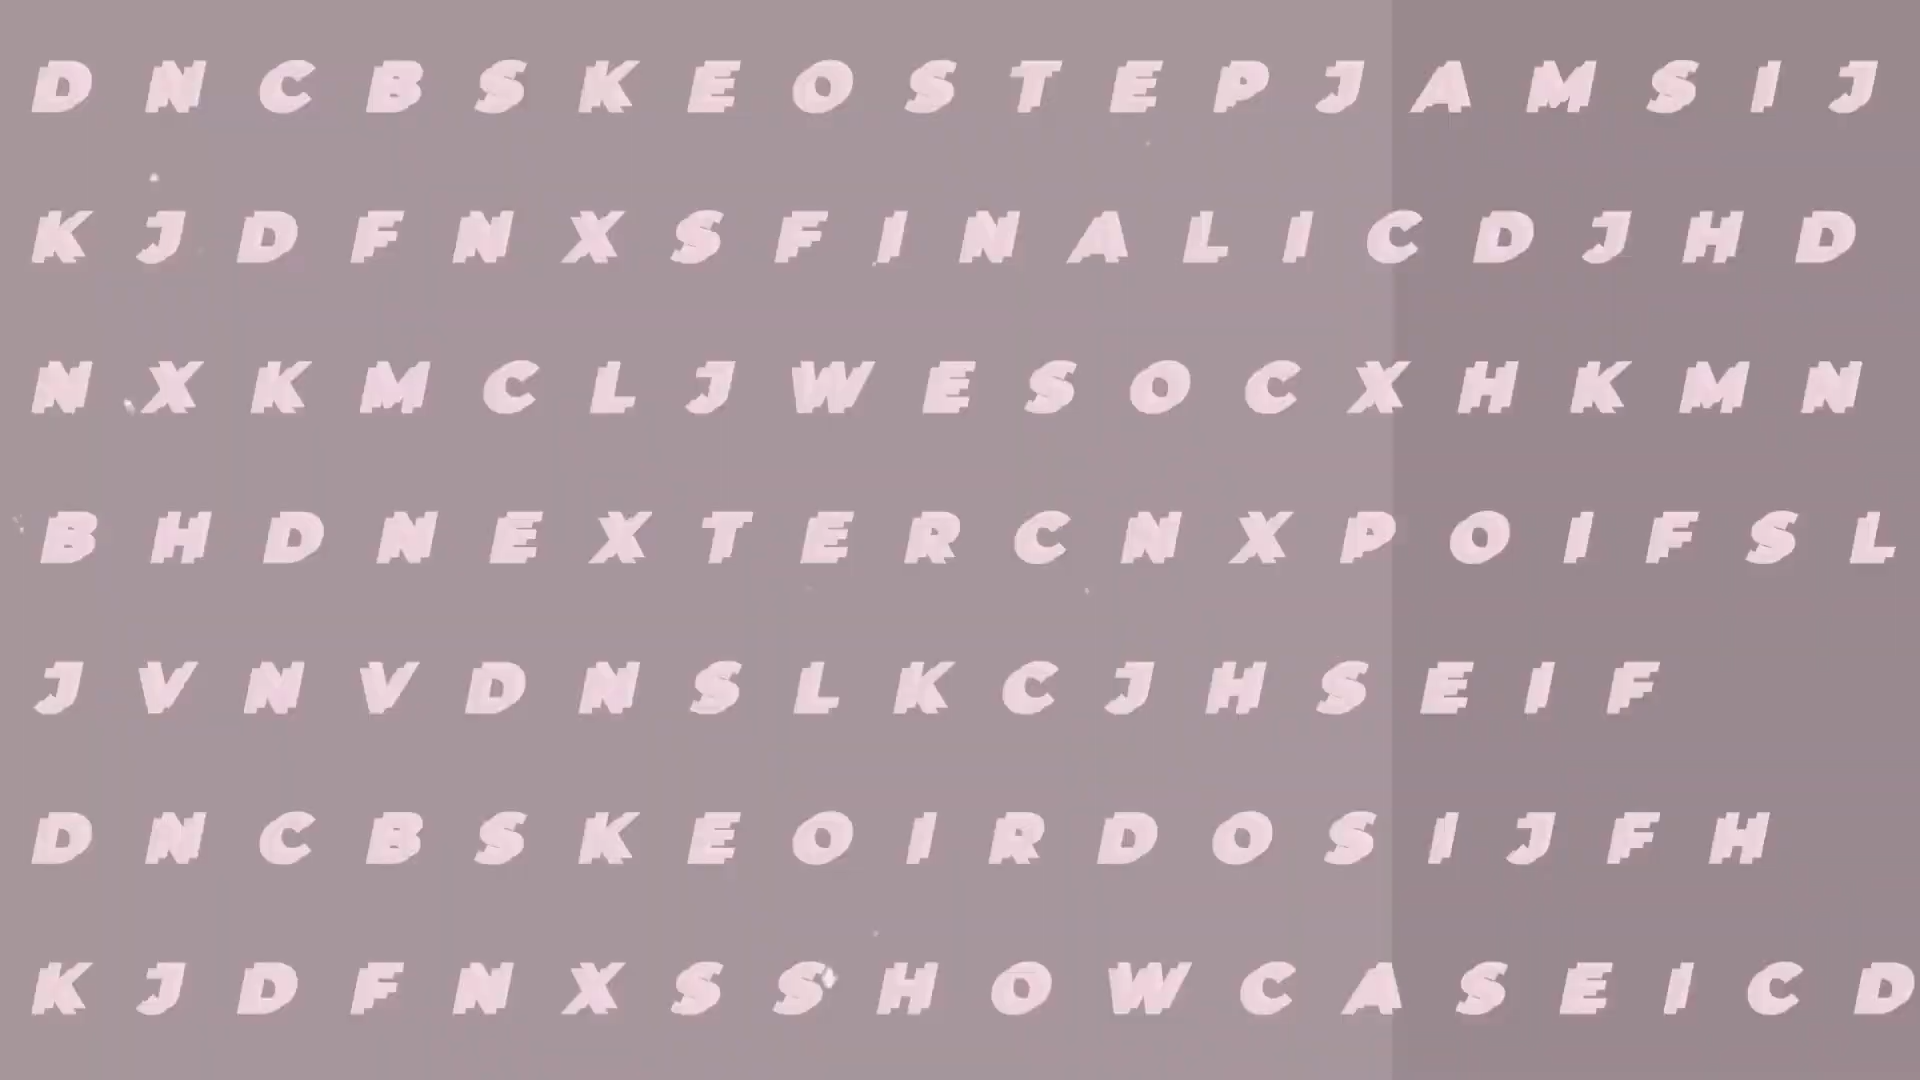 D N C B S K E O S T E P J A M S I J
K J D F N X S F I N A L I C D J H D
N X K M C L J W E S O C X H K M N
B H D N E X T E R C N X P O I F S L
J V N V D N S L K C J H S E I F
D N C B S K E O I R D O S I J F H
K J D F N X S S H O W C A S E I C D